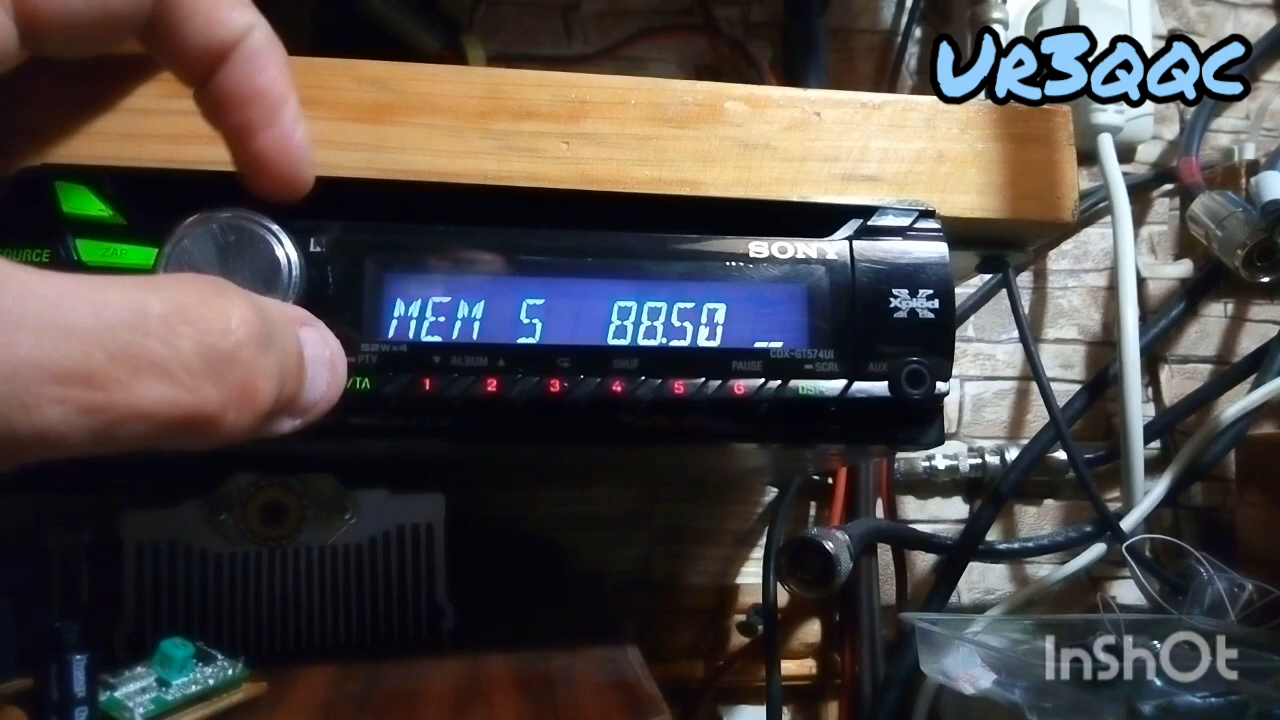 UR3QQC
SOURCE
ZAP
SONY
MEM 5 88.50
Xplod
52W×4
PTY
ALBUM
SHUF
PAUSE
CDX-GT574UI
SCRL
AUX
/TA
1 2 3 4 5 6
DSPL
InShOt